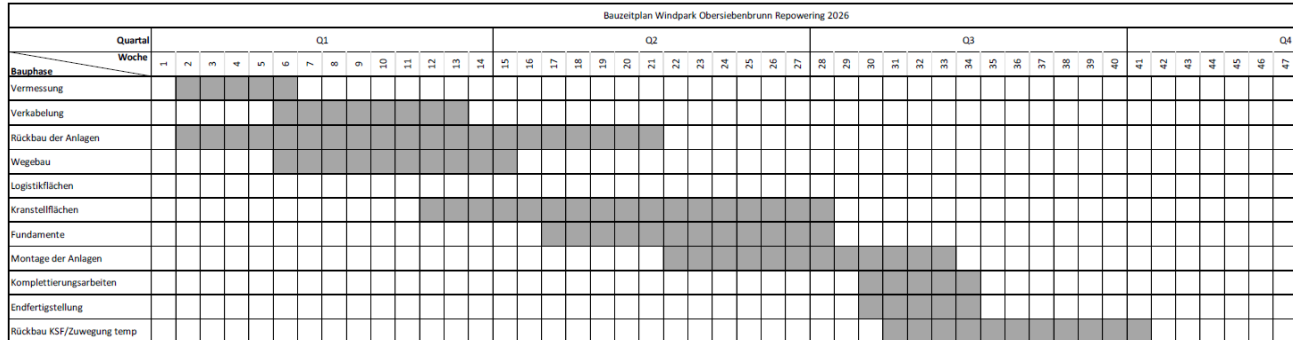 Bauzeitplan Windpark Obersiebenbrunn Repowering 2026
Quartal Q1 Q2 Q3 Q4
Woche 1 2 3 4 5 6 7 8 9 10 11 12 13 14 15 16 17 18 19 20 21 22 23 24 25 26 27 28 29 30 31 32 33 34 35 36 37 38 39 40 41 42 43 44 45 46 47
Bauphase
Vermessung
Verkabelung
Rückbau der Anlagen
Wegebau
Logistikflächen
Kranstellflächen
Fundamente
Montage der Anlagen
Komplettierungsarbeiten
Endfertigstellung
Rückbau KSF/Zuwegung temp